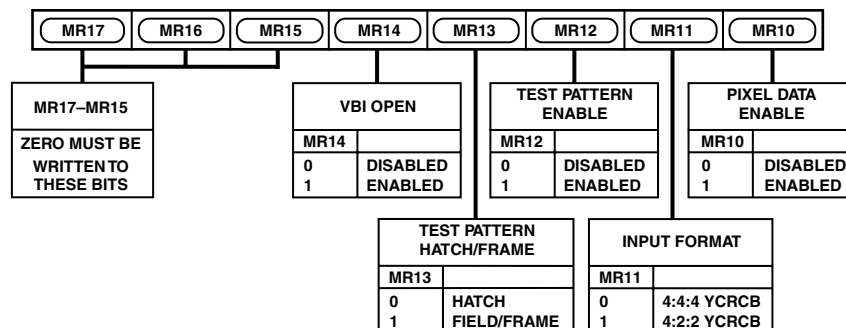 MR17 MR16 MR15 MR14 MR13 MR12 MR11 MR10
MR17–MR15
ZERO MUST BE
WRITTEN TO
THESE BITS
VBI OPEN
MR14
0 DISABLED
1 ENABLED
TEST PATTERN
ENABLE
MR12
0 DISABLED
1 ENABLED
PIXEL DATA
ENABLE
MR10
0 DISABLED
1 ENABLED
TEST PATTERN
HATCH/FRAME
MR13
0 HATCH
1 FIELD/FRAME
INPUT FORMAT
MR11
0 4:4:4 YCRCB
1 4:2:2 YCRCB